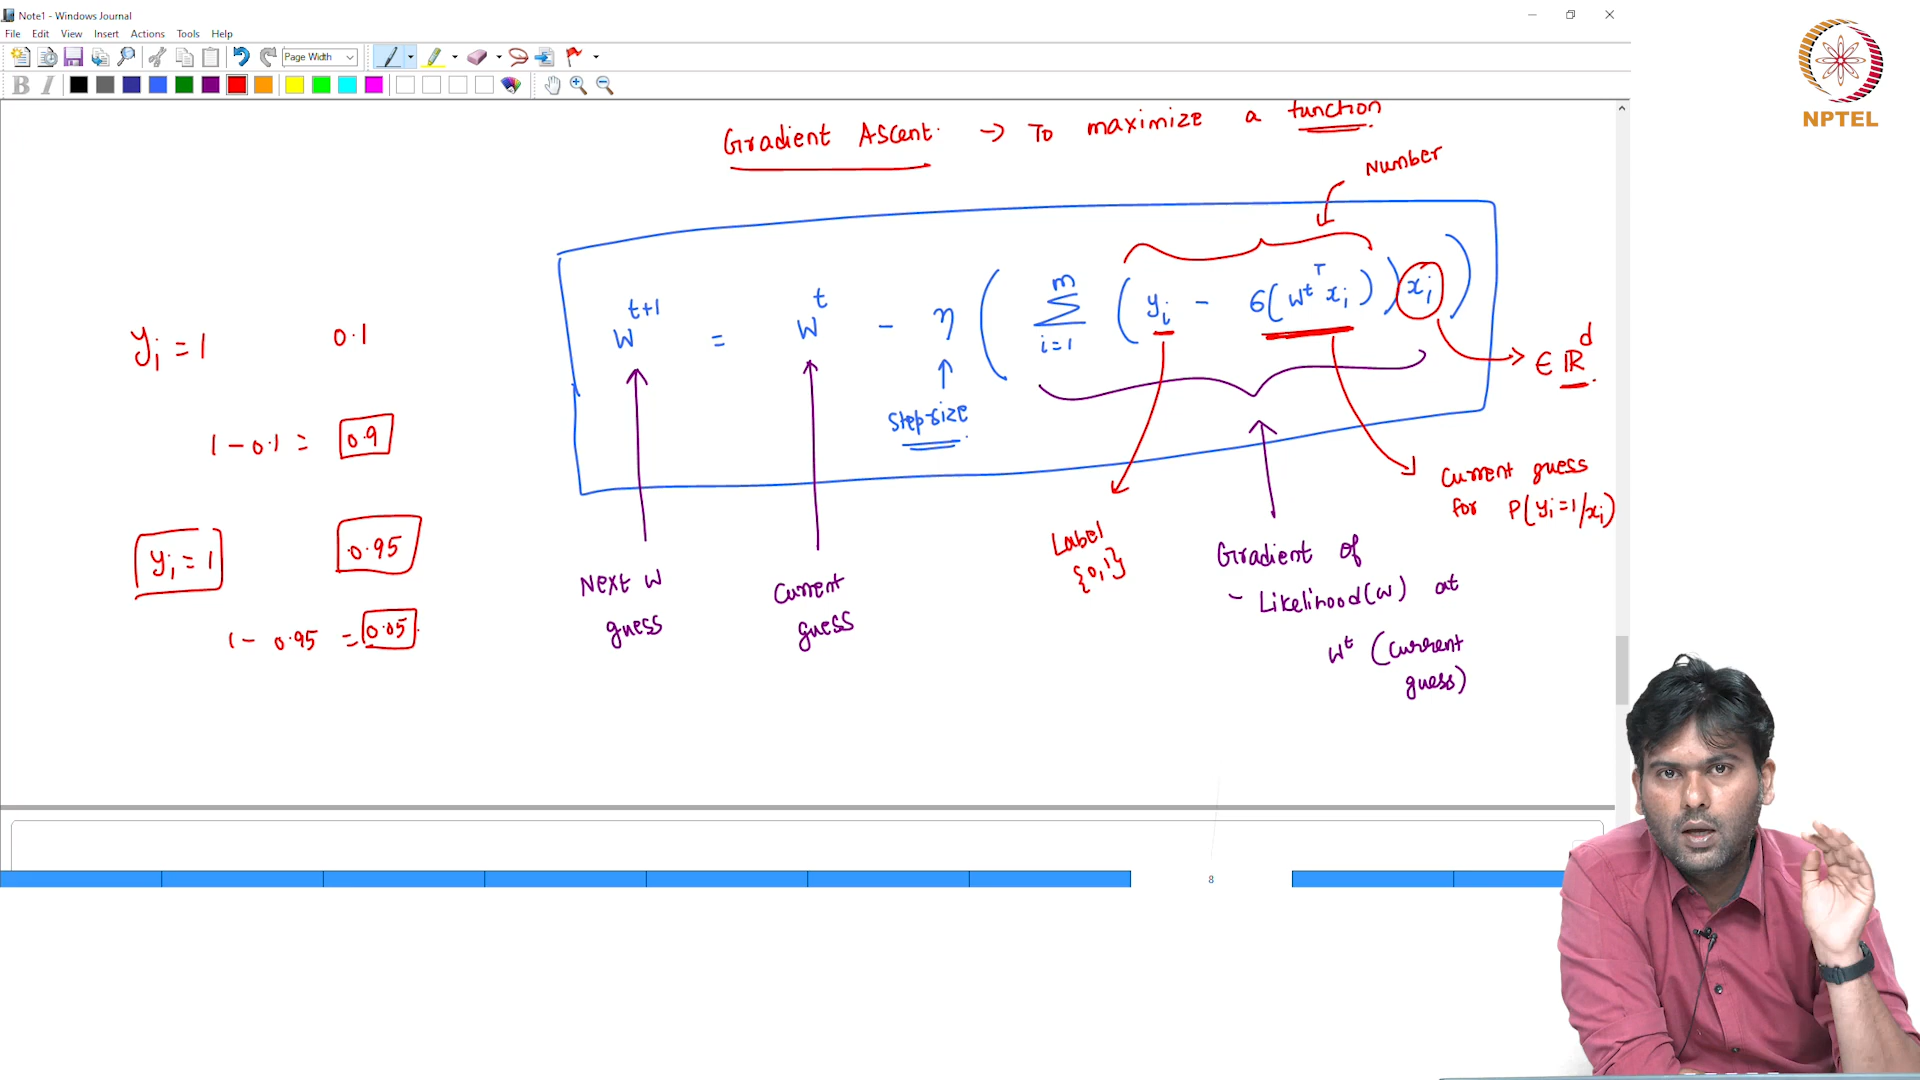 Note1 - Windows Journal
File Edit View Insert Actions Tools Help
Page Width
B I
NPTEL
Gradient Ascent. → To maximize a function
Number
w^{t+1} = w^t - η ( Σ_{i=1}^{m} ( y_i - σ( w^{t T} x_i ) ) x_i )
y_i = 1 0.1
∈ ℝ^d
Step-size
1 - 0.1 = 0.9
Current guess
for P(y_i=1/x_i)
y_i = 1 0.95
Label
{0,1}
Gradient of
- Likelihood(w) at
w^t (current
guess)
Next w
guess
Current
guess
1 - 0.95 = 0.05
8